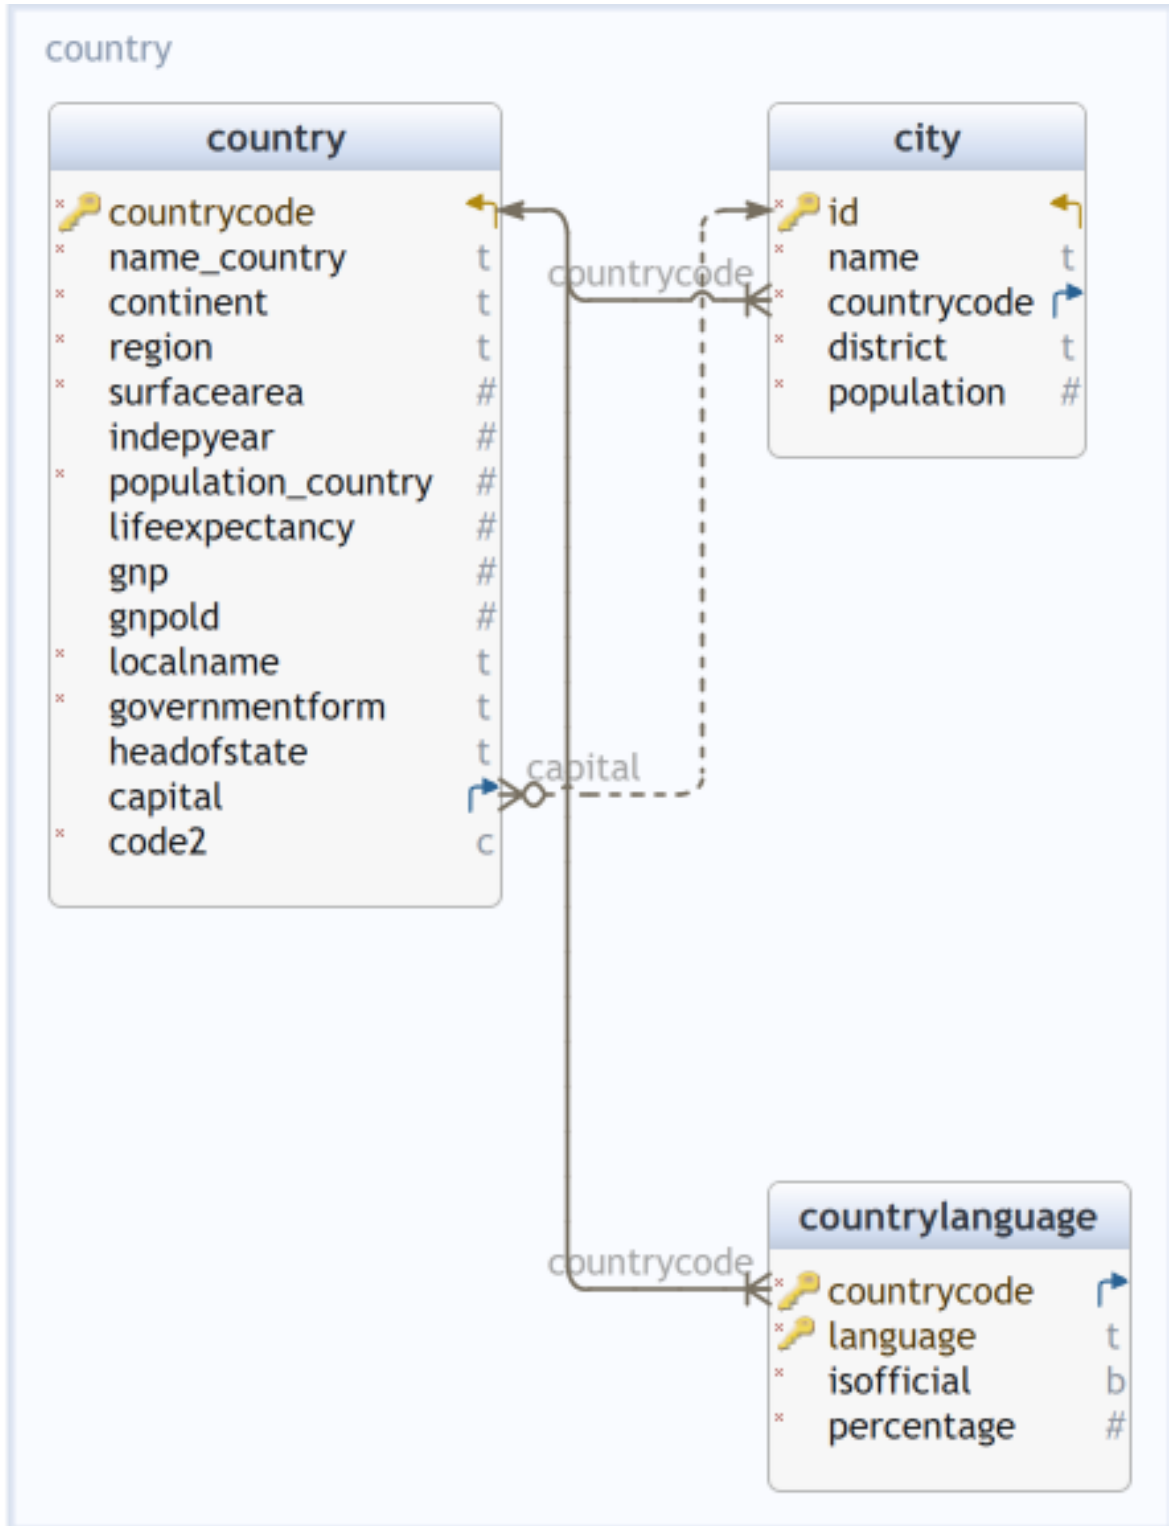 country
country
countrycode
name_country t
continent t
region t
surfacearea #
indepyear #
population_country #
lifeexpectancy #
gnp #
gnpold #
localname t
governmentform t
headofstate t
capital
code2 c
countrycode
capital
countrycode
city
id
name t
countrycode
district t
population #
countrylanguage
countrycode
language t
isofficial b
percentage #